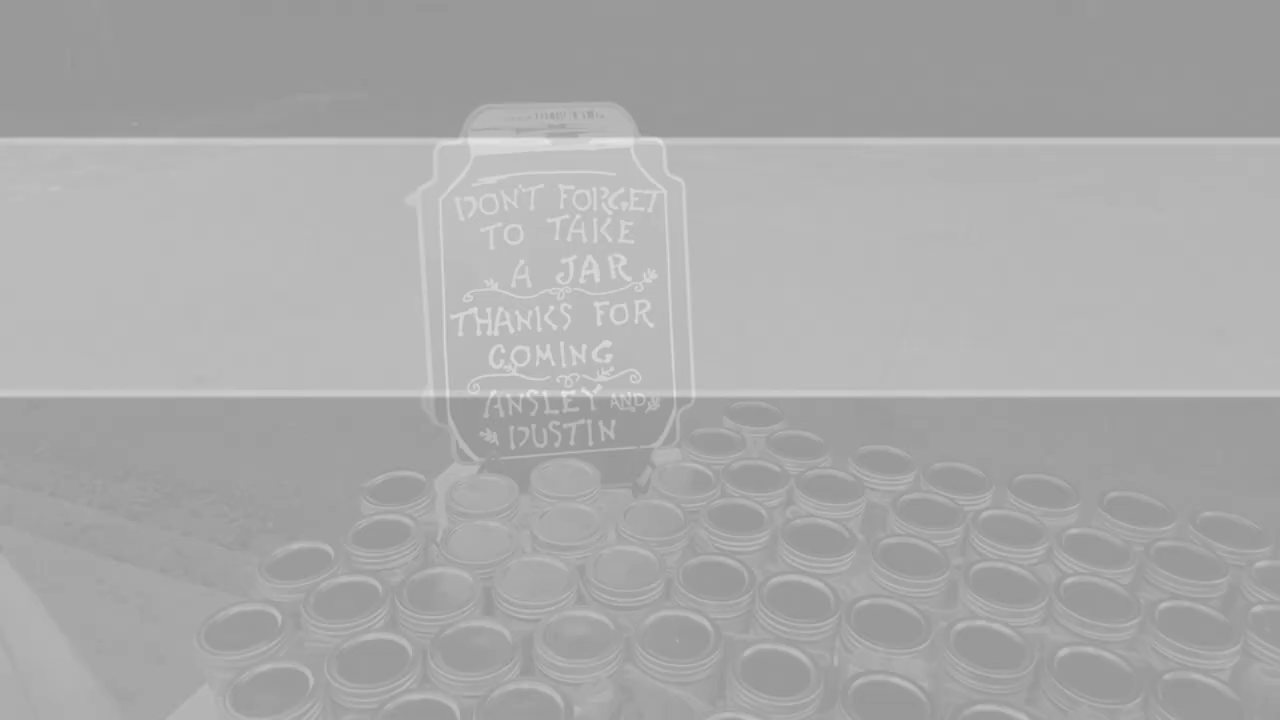 DON'T FORGET
TO TAKE
A JAR
THANKS FOR
COMING
ANSLEY AND
DUSTIN